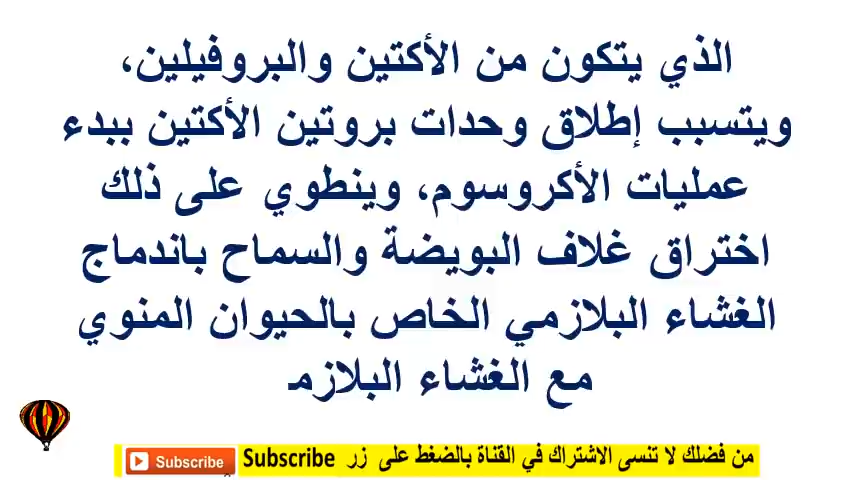 الذي يتكون من الأكتين والبروفيلين،
ويتسبب إطلاق وحدات بروتين الأكتين ببدء
عمليات الأكروسوم، وينطوي على ذلك
اختراق غلاف البويضة والسماح باندماج
الغشاء البلازمي الخاص بالحيوان المنوي
مع الغشاء البلازمـ
من فضلك لا تنسى الاشتراك في القناة بالضغط على زر Subscribe
Subscribe